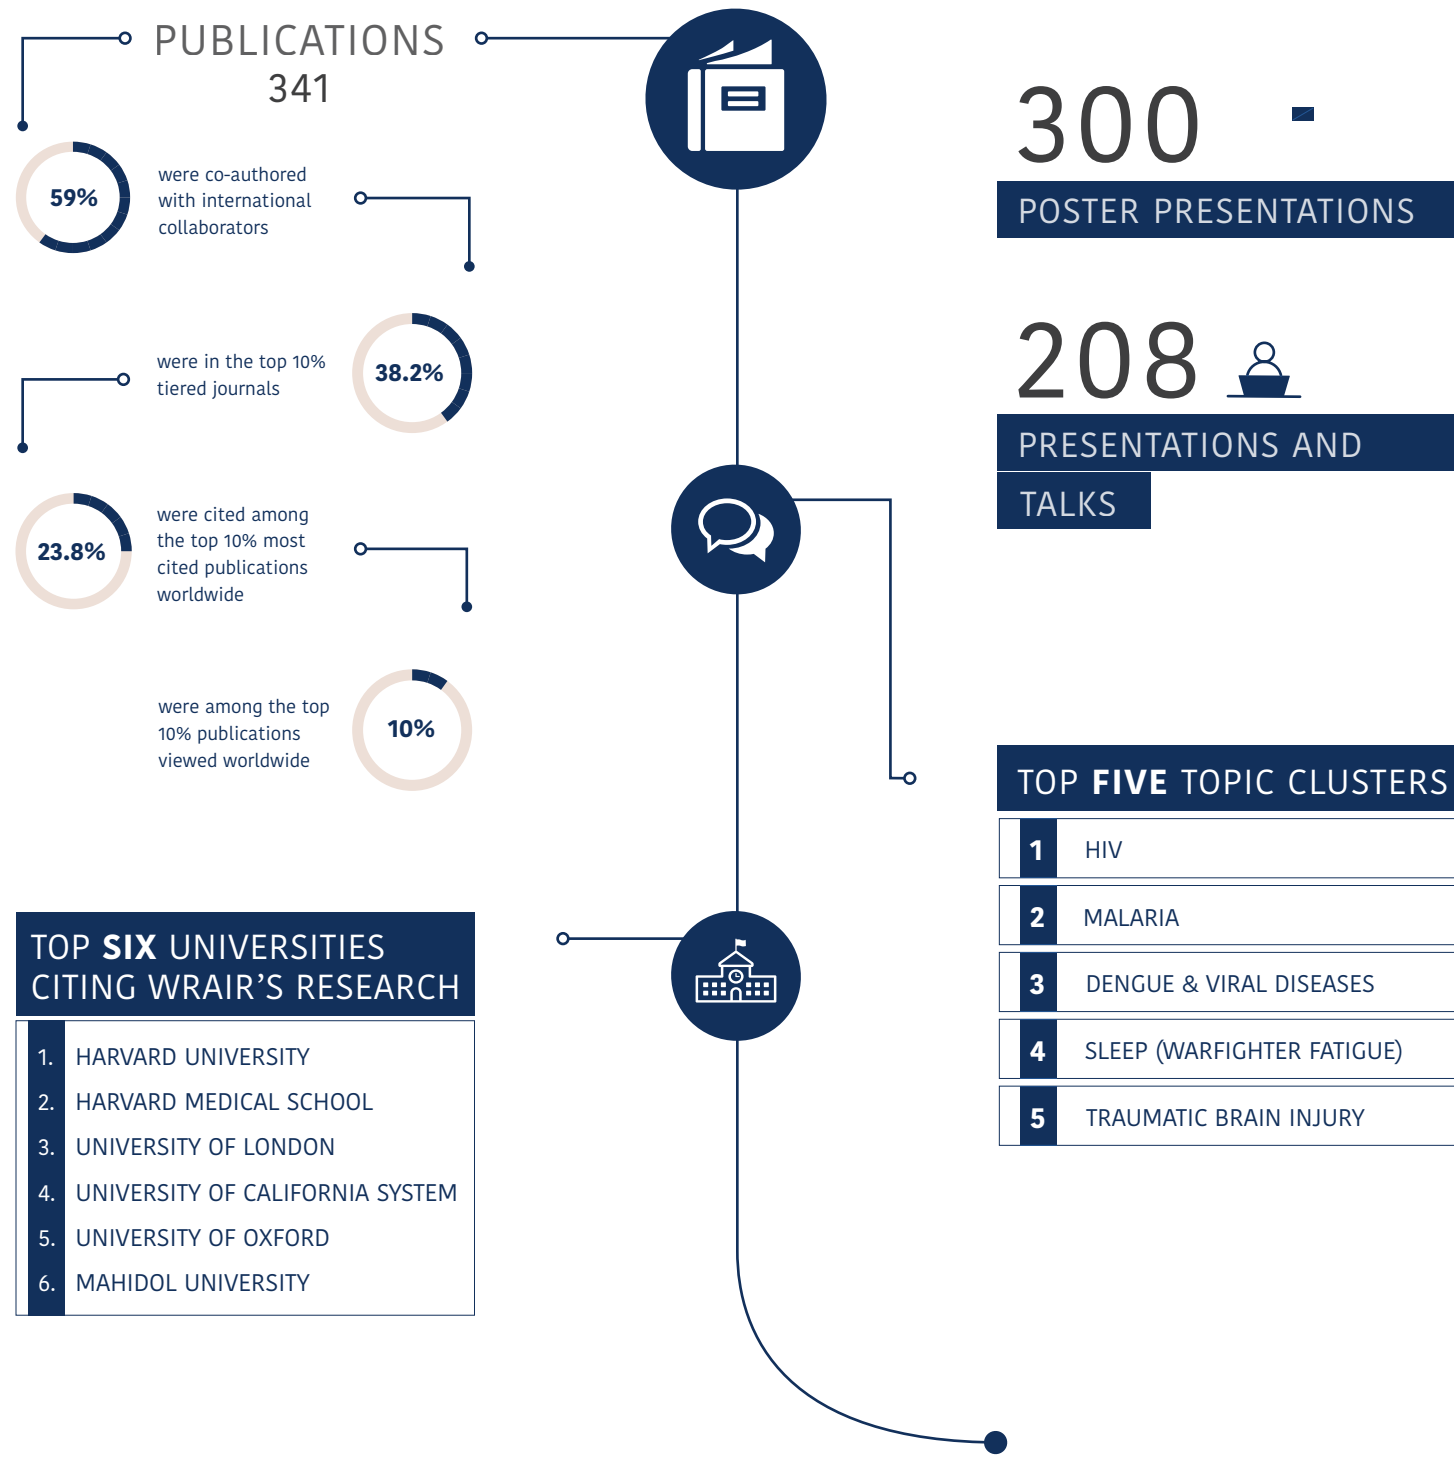 PUBLICATIONS
341
59%
were co-authored
with international
collaborators
were in the top 10%
tiered journals
38.2%
23.8%
were cited among
the top 10% most
cited publications
worldwide
were among the top
10% publications
viewed worldwide
10%
TOP SIX UNIVERSITIES
CITING WRAIR’S RESEARCH
1. HARVARD UNIVERSITY
2. HARVARD MEDICAL SCHOOL
3. UNIVERSITY OF LONDON
4. UNIVERSITY OF CALIFORNIA SYSTEM
5. UNIVERSITY OF OXFORD
6. MAHIDOL UNIVERSITY
300
POSTER PRESENTATIONS
208
PRESENTATIONS AND
TALKS
TOP FIVE TOPIC CLUSTERS
1 HIV
2 MALARIA
3 DENGUE & VIRAL DISEASES
4 SLEEP (WARFIGHTER FATIGUE)
5 TRAUMATIC BRAIN INJURY